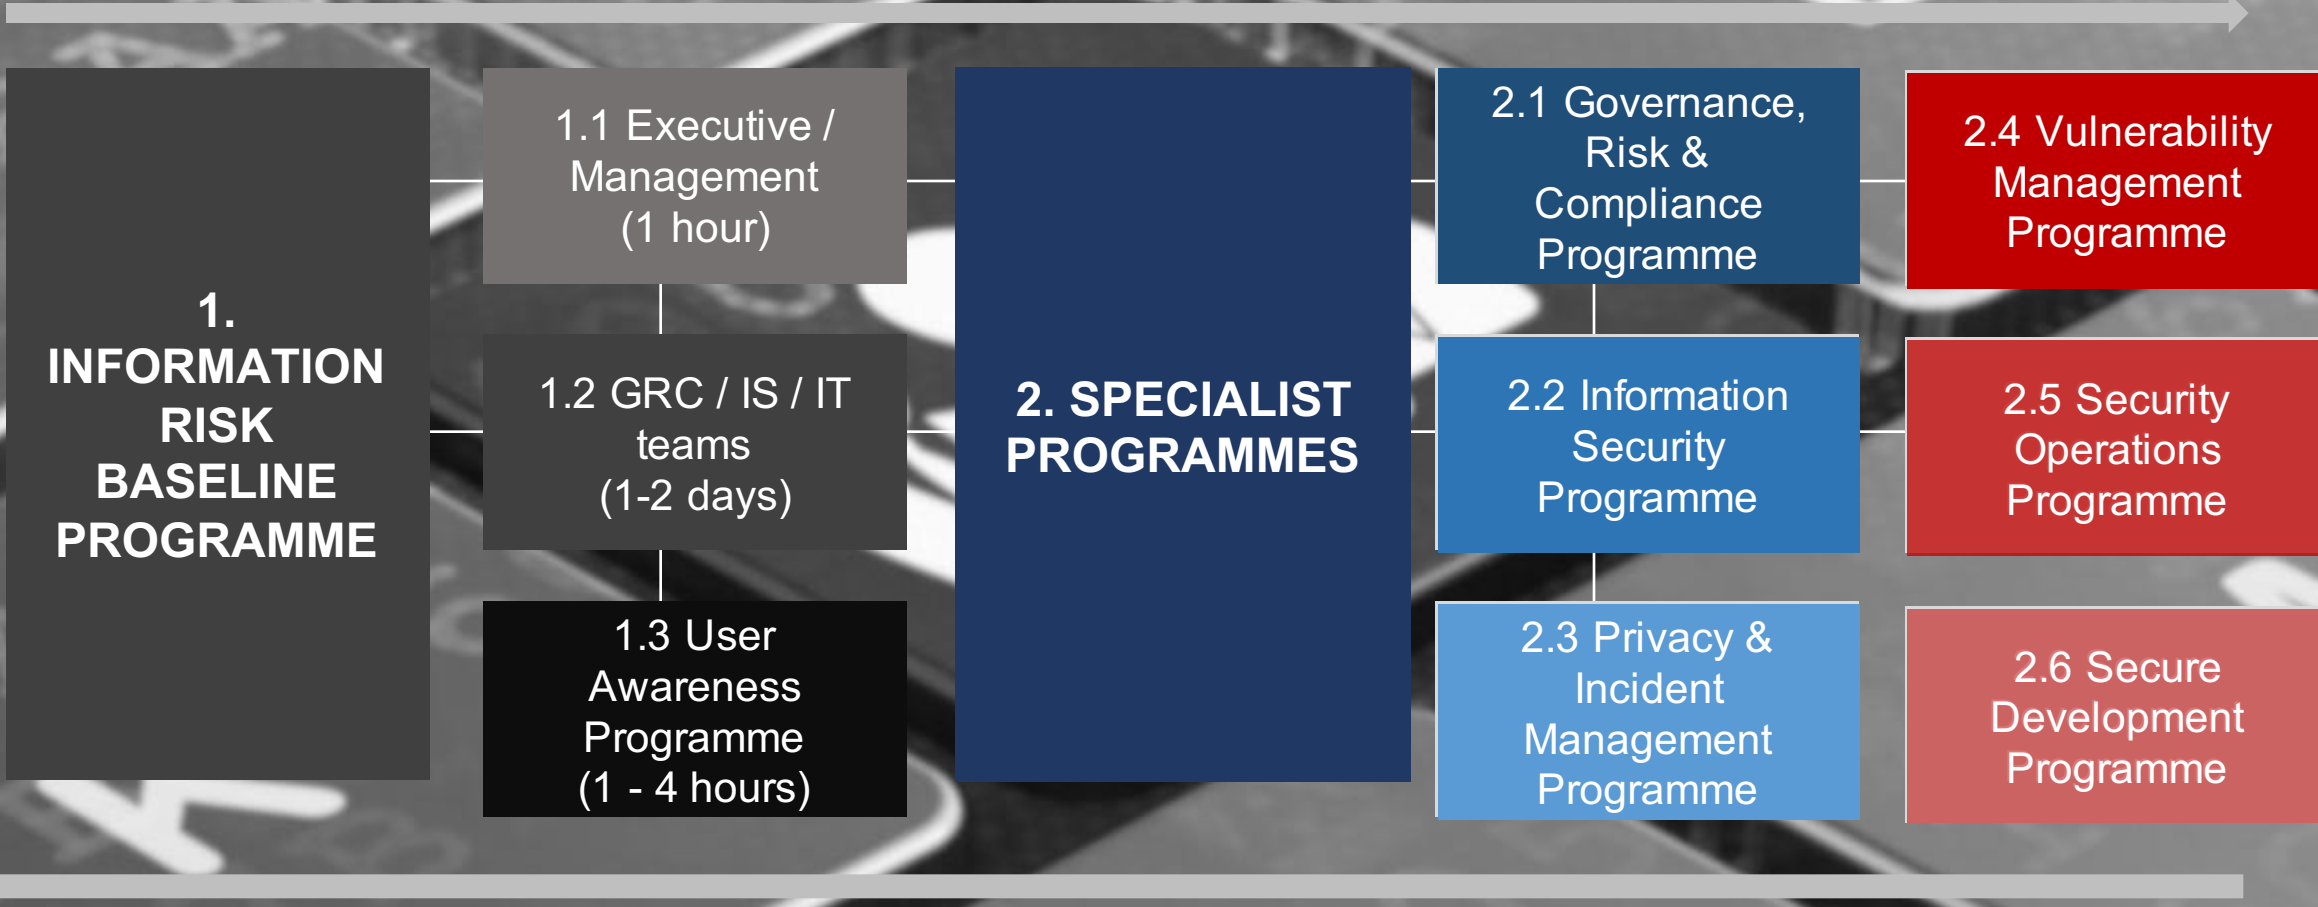 1.
INFORMATION
RISK
BASELINE
PROGRAMME
1.1 Executive /
Management
(1 hour)
1.2 GRC / IS / IT
teams
(1-2 days)
1.3 User
Awareness
Programme
(1 - 4 hours)
2. SPECIALIST
PROGRAMMES
2.1 Governance,
Risk &
Compliance
Programme
2.2 Information
Security
Programme
2.3 Privacy &
Incident
Management
Programme
2.4 Vulnerability
Management
Programme
2.5 Security
Operations
Programme
2.6 Secure
Development
Programme